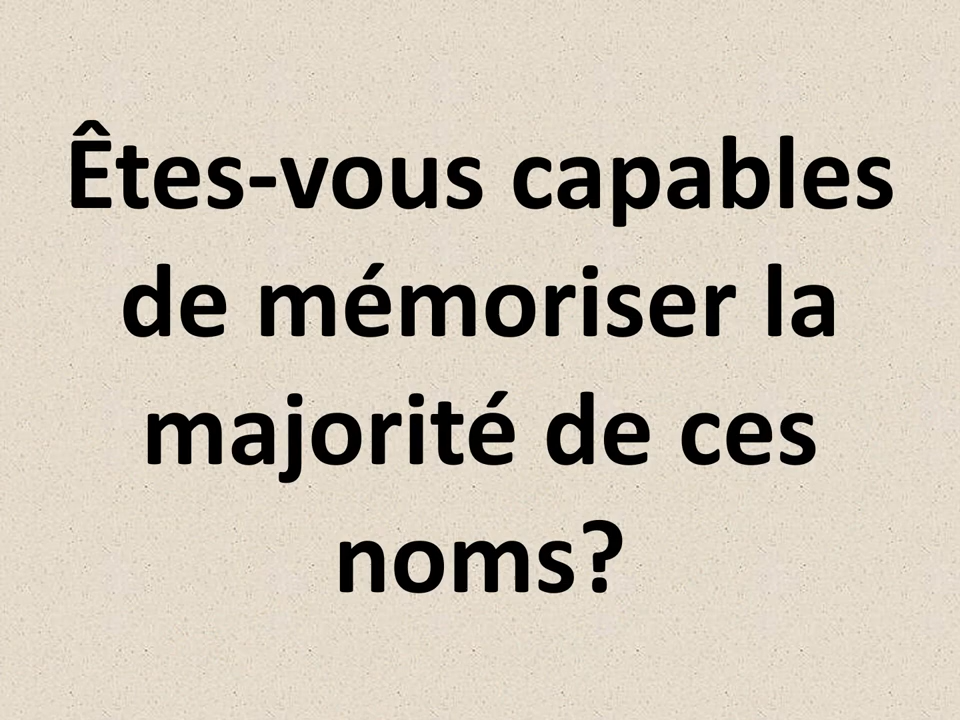 Êtes-vous capables
de mémoriser la
majorité de ces
noms?